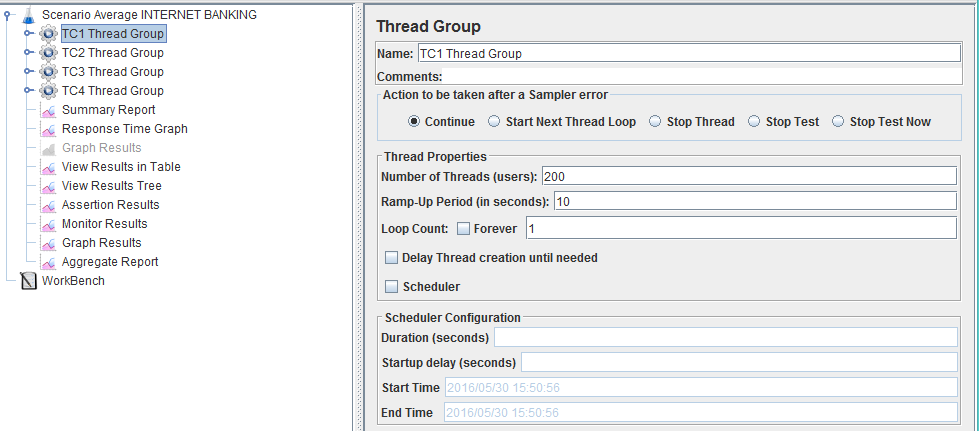 Scenario Average INTERNET BANKING
TC1 Thread Group
TC2 Thread Group
TC3 Thread Group
TC4 Thread Group
Summary Report
Response Time Graph
Graph Results
View Results in Table
View Results Tree
Assertion Results
Monitor Results
Graph Results
Aggregate Report
WorkBench
Thread Group
Name: TC1 Thread Group
Comments:
Action to be taken after a Sampler error
Continue Start Next Thread Loop Stop Thread Stop Test Stop Test Now
Thread Properties
Number of Threads (users): 200
Ramp-Up Period (in seconds): 10
Loop Count: Forever 1
Delay Thread creation until needed
Scheduler
Scheduler Configuration
Duration (seconds)
Startup delay (seconds)
Start Time 2016/05/30 15:50:56
End Time 2016/05/30 15:50:56